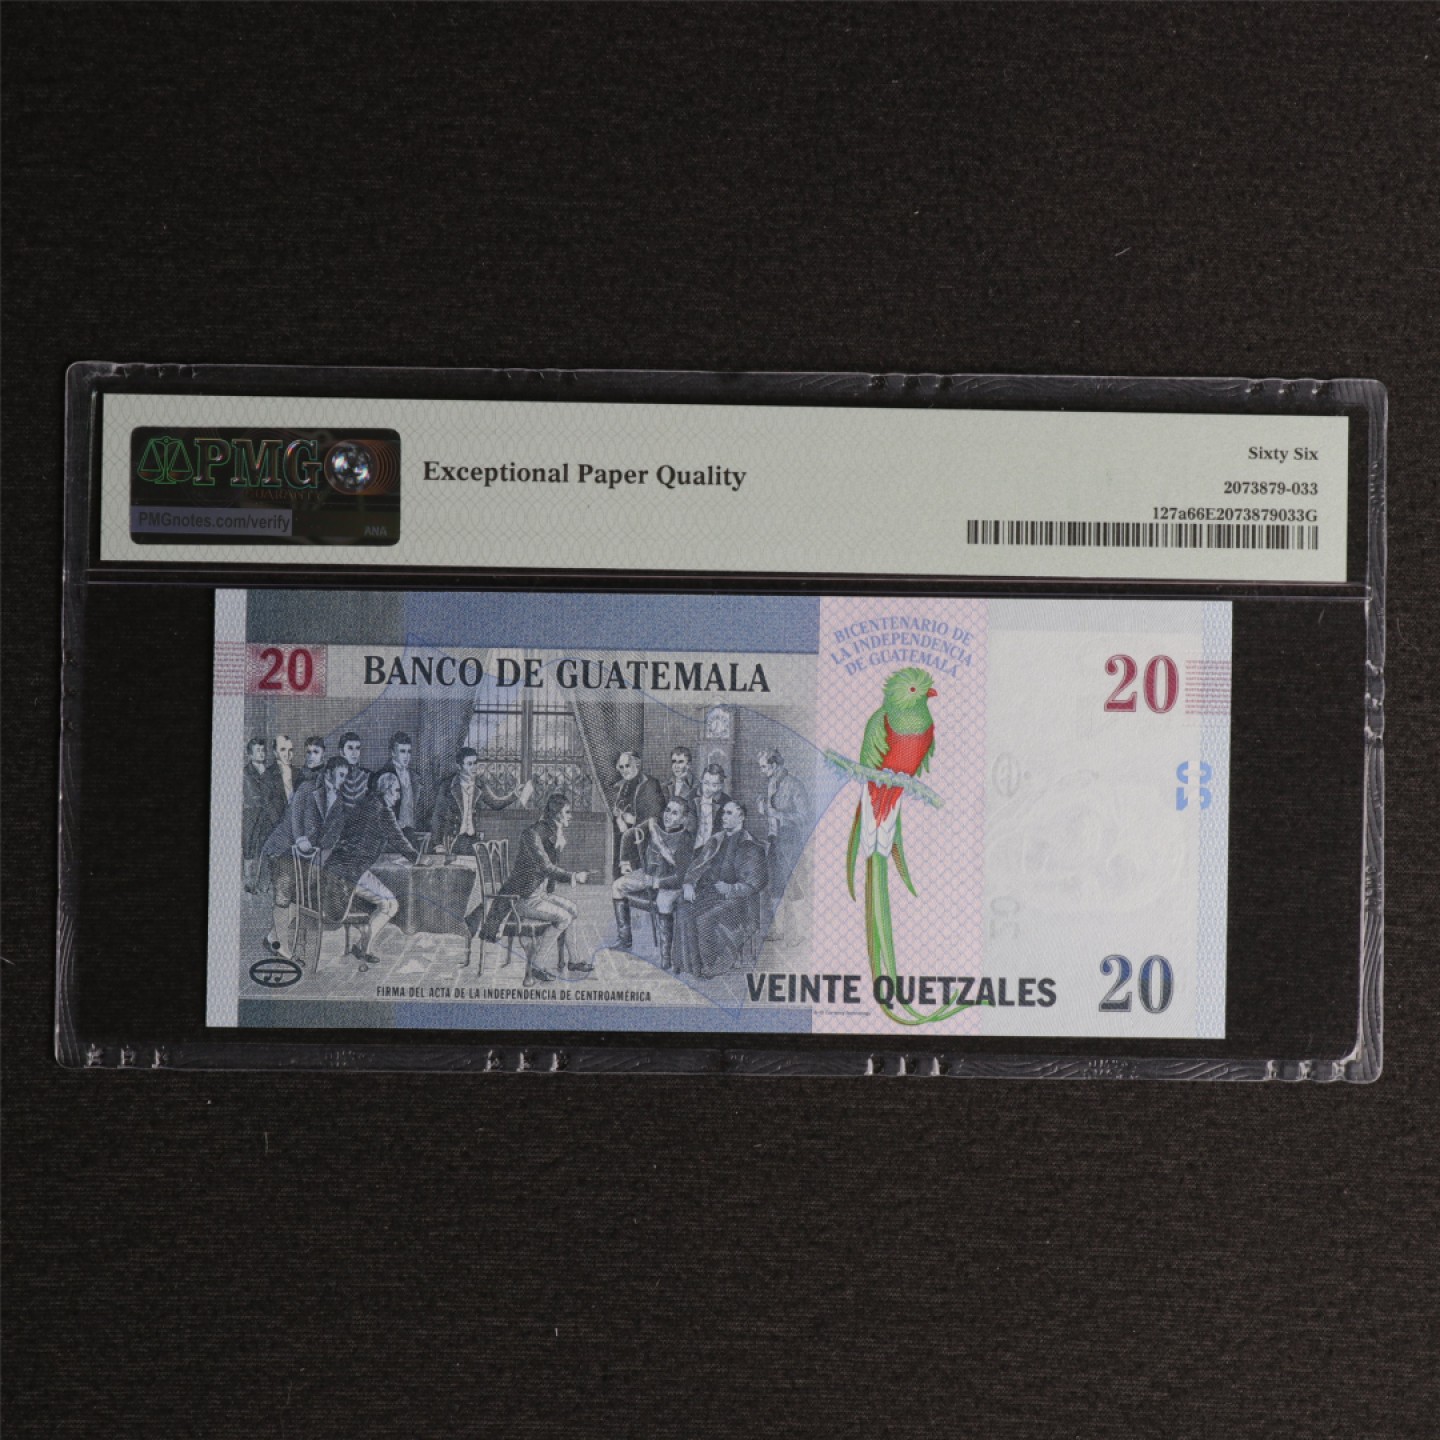 PMG
PMGnotes.com/verify
ANA
Exceptional Paper Quality
Sixty Six
2073879-033
127a66E2073879033G
20
BANCO DE GUATEMALA
BICENTENARIO DE
LA INDEPENDENCIA
DE GUATEMALA
20
FIRMA DEL ACTA DE LA INDEPENDENCIA DE CENTROAMÉRICA
VEINTE QUETZALES
20